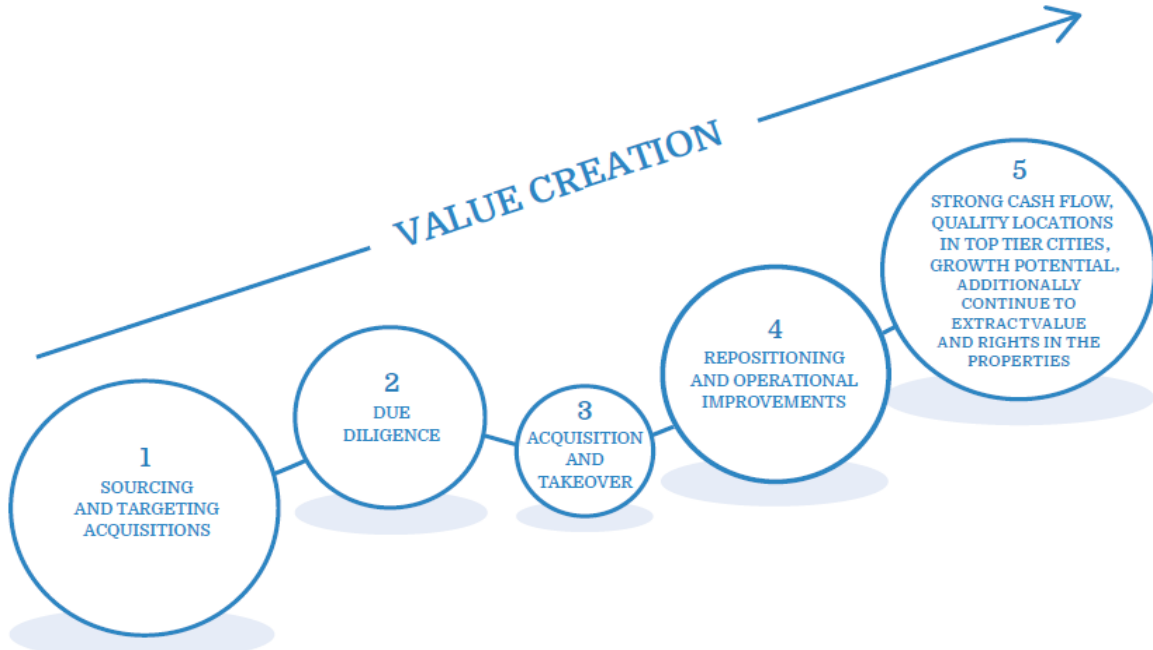 VALUE CREATION
1
SOURCING
AND TARGETING
ACQUISITIONS
2
DUE
DILIGENCE
3
ACQUISITION
AND
TAKEOVER
4
REPOSITIONING
AND OPERATIONAL
IMPROVEMENTS
5
STRONG CASH FLOW,
QUALITY LOCATIONS
IN TOP TIER CITIES,
GROWTH POTENTIAL,
ADDITIONALLY
CONTINUE TO
EXTRACT VALUE
AND RIGHTS IN THE
PROPERTIES